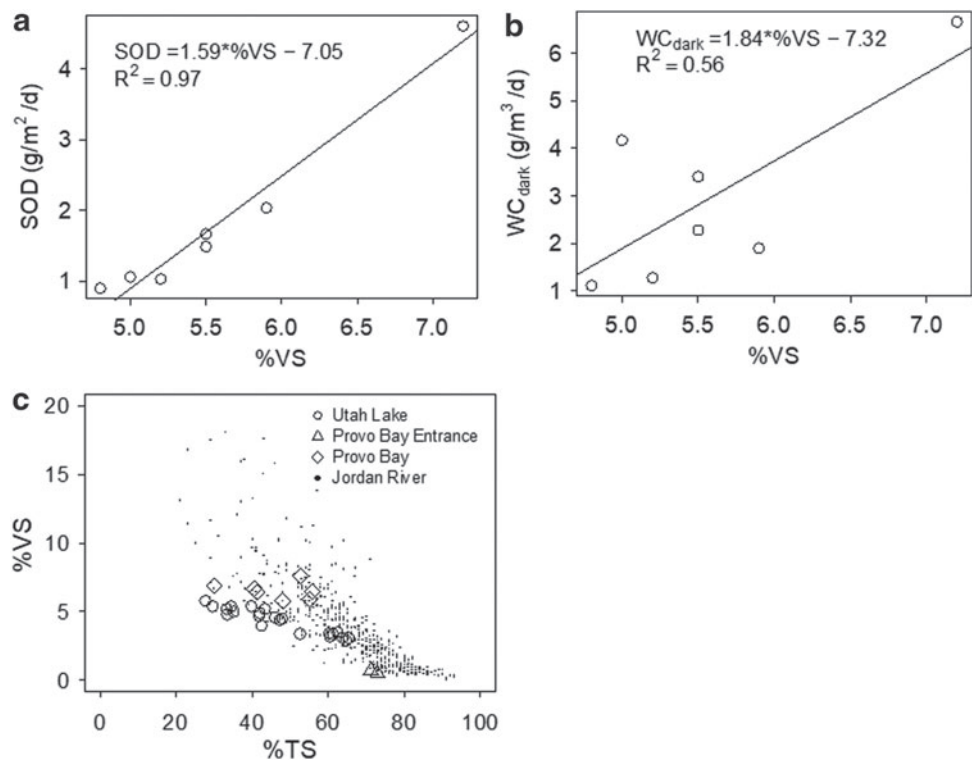 a
SOD =1.59*%VS − 7.05
R² = 0.97
SOD (g/m² /d)
4
3
2
1
5.0 5.5 6.0 6.5 7.0
%VS
b
WCdark =1.84*%VS − 7.32
R² = 0.56
WCdark (g/m³ /d)
6
5
4
3
2
1
5.0 5.5 6.0 6.5 7.0
%VS
c
Utah Lake
Provo Bay Entrance
Provo Bay
Jordan River
%VS
20
15
10
5
0
0 20 40 60 80 100
%TS